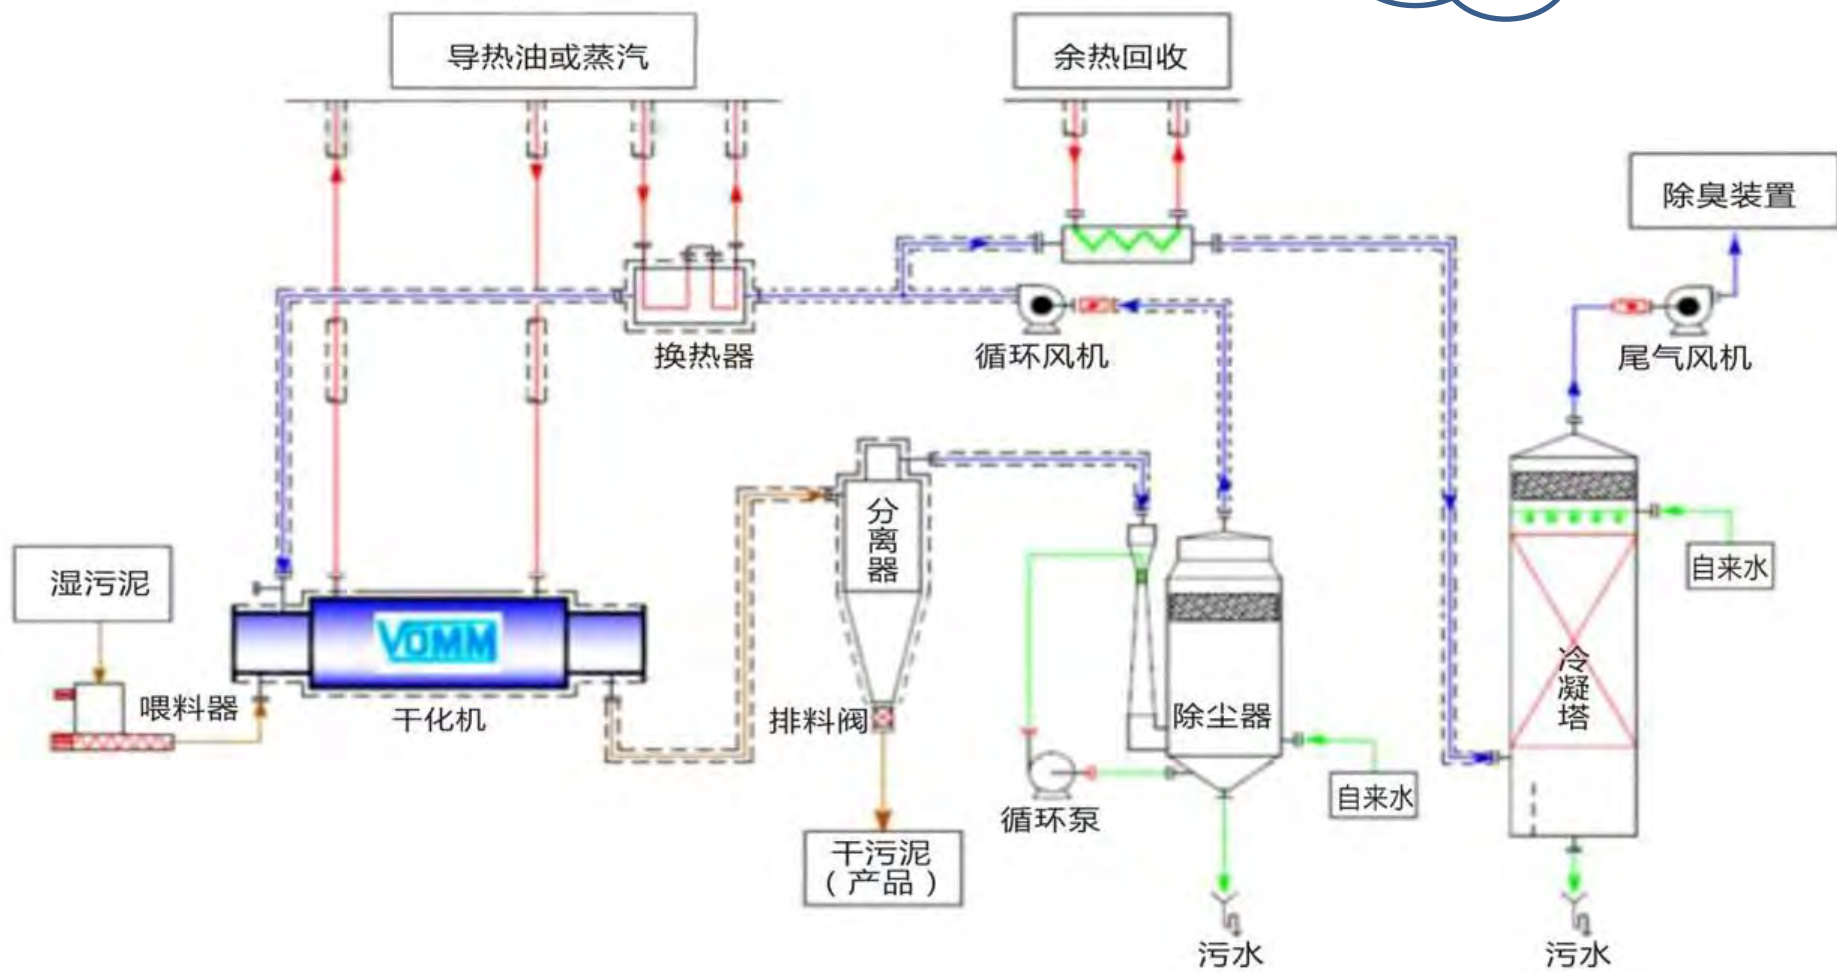 导热油或蒸汽
余热回收
除臭装置
换热器
循环风机
尾气风机
分离器
湿污泥
自来水
VOMM
喂料器
干化机
排料阀
除尘器
冷凝塔
自来水
循环泵
干污泥
（产品）
污水
污水